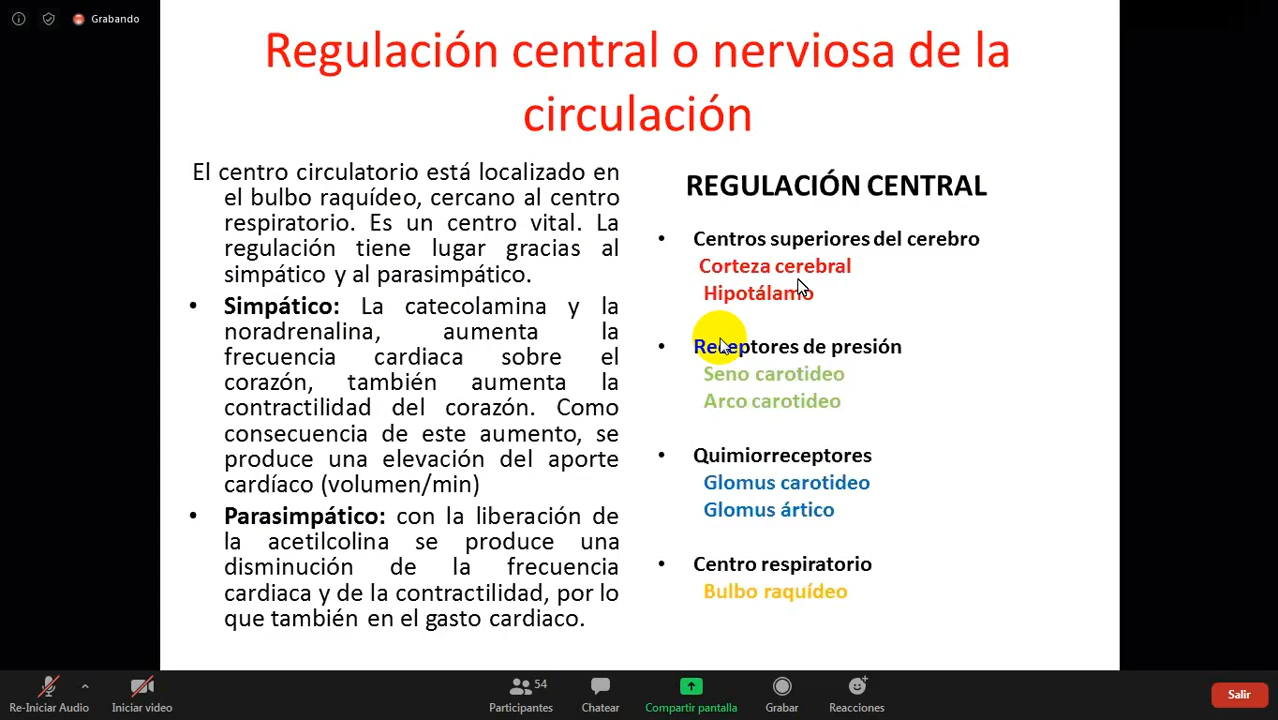 Grabando
Regulación central o nerviosa de la
circulación
El centro circulatorio está localizado en
el bulbo raquídeo, cercano al centro
respiratorio. Es un centro vital. La
regulación tiene lugar gracias al
simpático y al parasimpático.
• Simpático: La catecolamina y la
noradrenalina, aumenta la
frecuencia cardiaca sobre el
corazón, también aumenta la
contractilidad del corazón. Como
consecuencia de este aumento, se
produce una elevación del aporte
cardíaco (volumen/min)
• Parasimpático: con la liberación de
la acetilcolina se produce una
disminución de la frecuencia
cardiaca y de la contractilidad, por lo
que también en el gasto cardiaco.
REGULACIÓN CENTRAL
• Centros superiores del cerebro
Corteza cerebral
Hipotálamo
• Receptores de presión
Seno carotideo
Arco carotideo
• Quimiorreceptores
Glomus carotideo
Glomus ártico
• Centro respiratorio
Bulbo raquídeo
Re-Iniciar Audio
Iniciar video
54
Participantes
Chatear
Compartir pantalla
Grabar
Reacciones
Salir